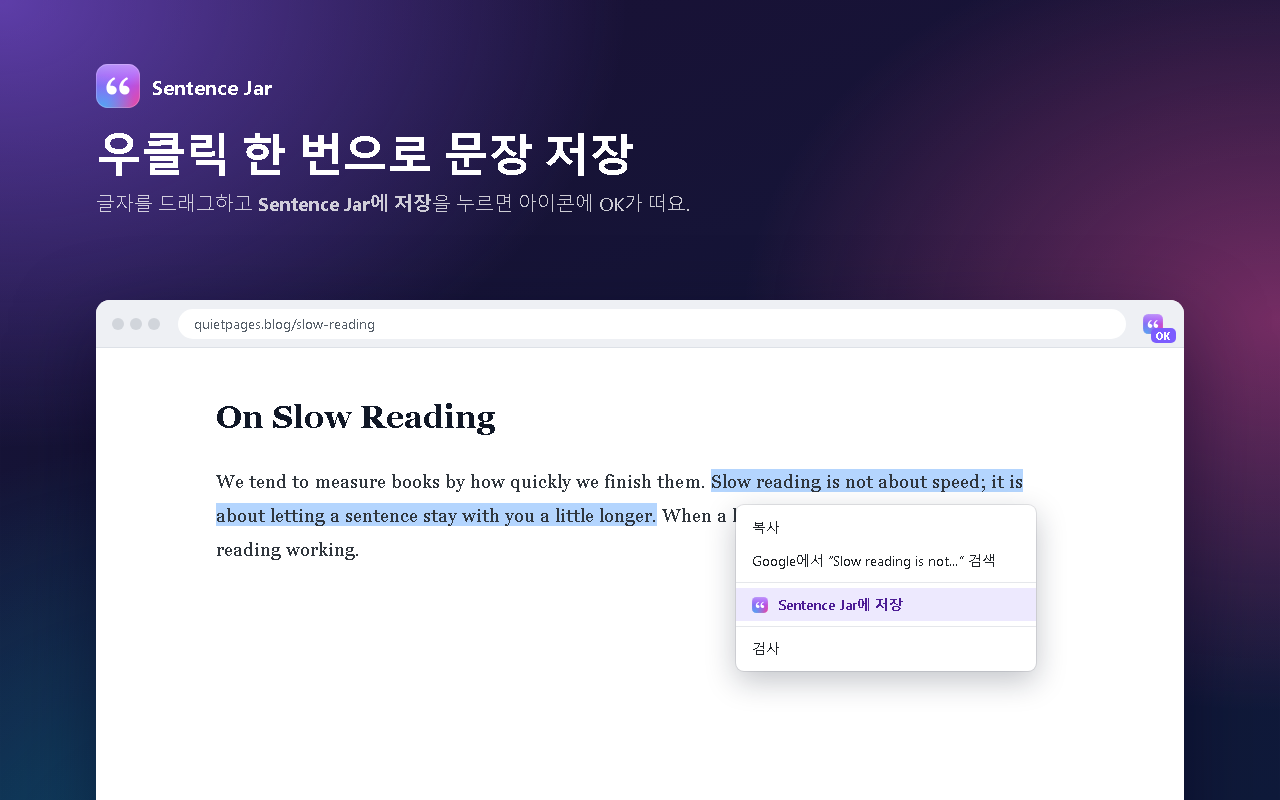 Sentence Jar
우클릭 한 번으로 문장 저장
글자를 드래그하고 Sentence Jar에 저장을 누르면 아이콘에 OK가 떠요.
quietpages.blog/slow-reading
OK
On Slow Reading
We tend to measure books by how quickly we finish them. Slow reading is not about speed; it is
about letting a sentence stay with you a little longer. When a
reading working.
복사
Google에서 “Slow reading is not…” 검색
Sentence Jar에 저장
검사